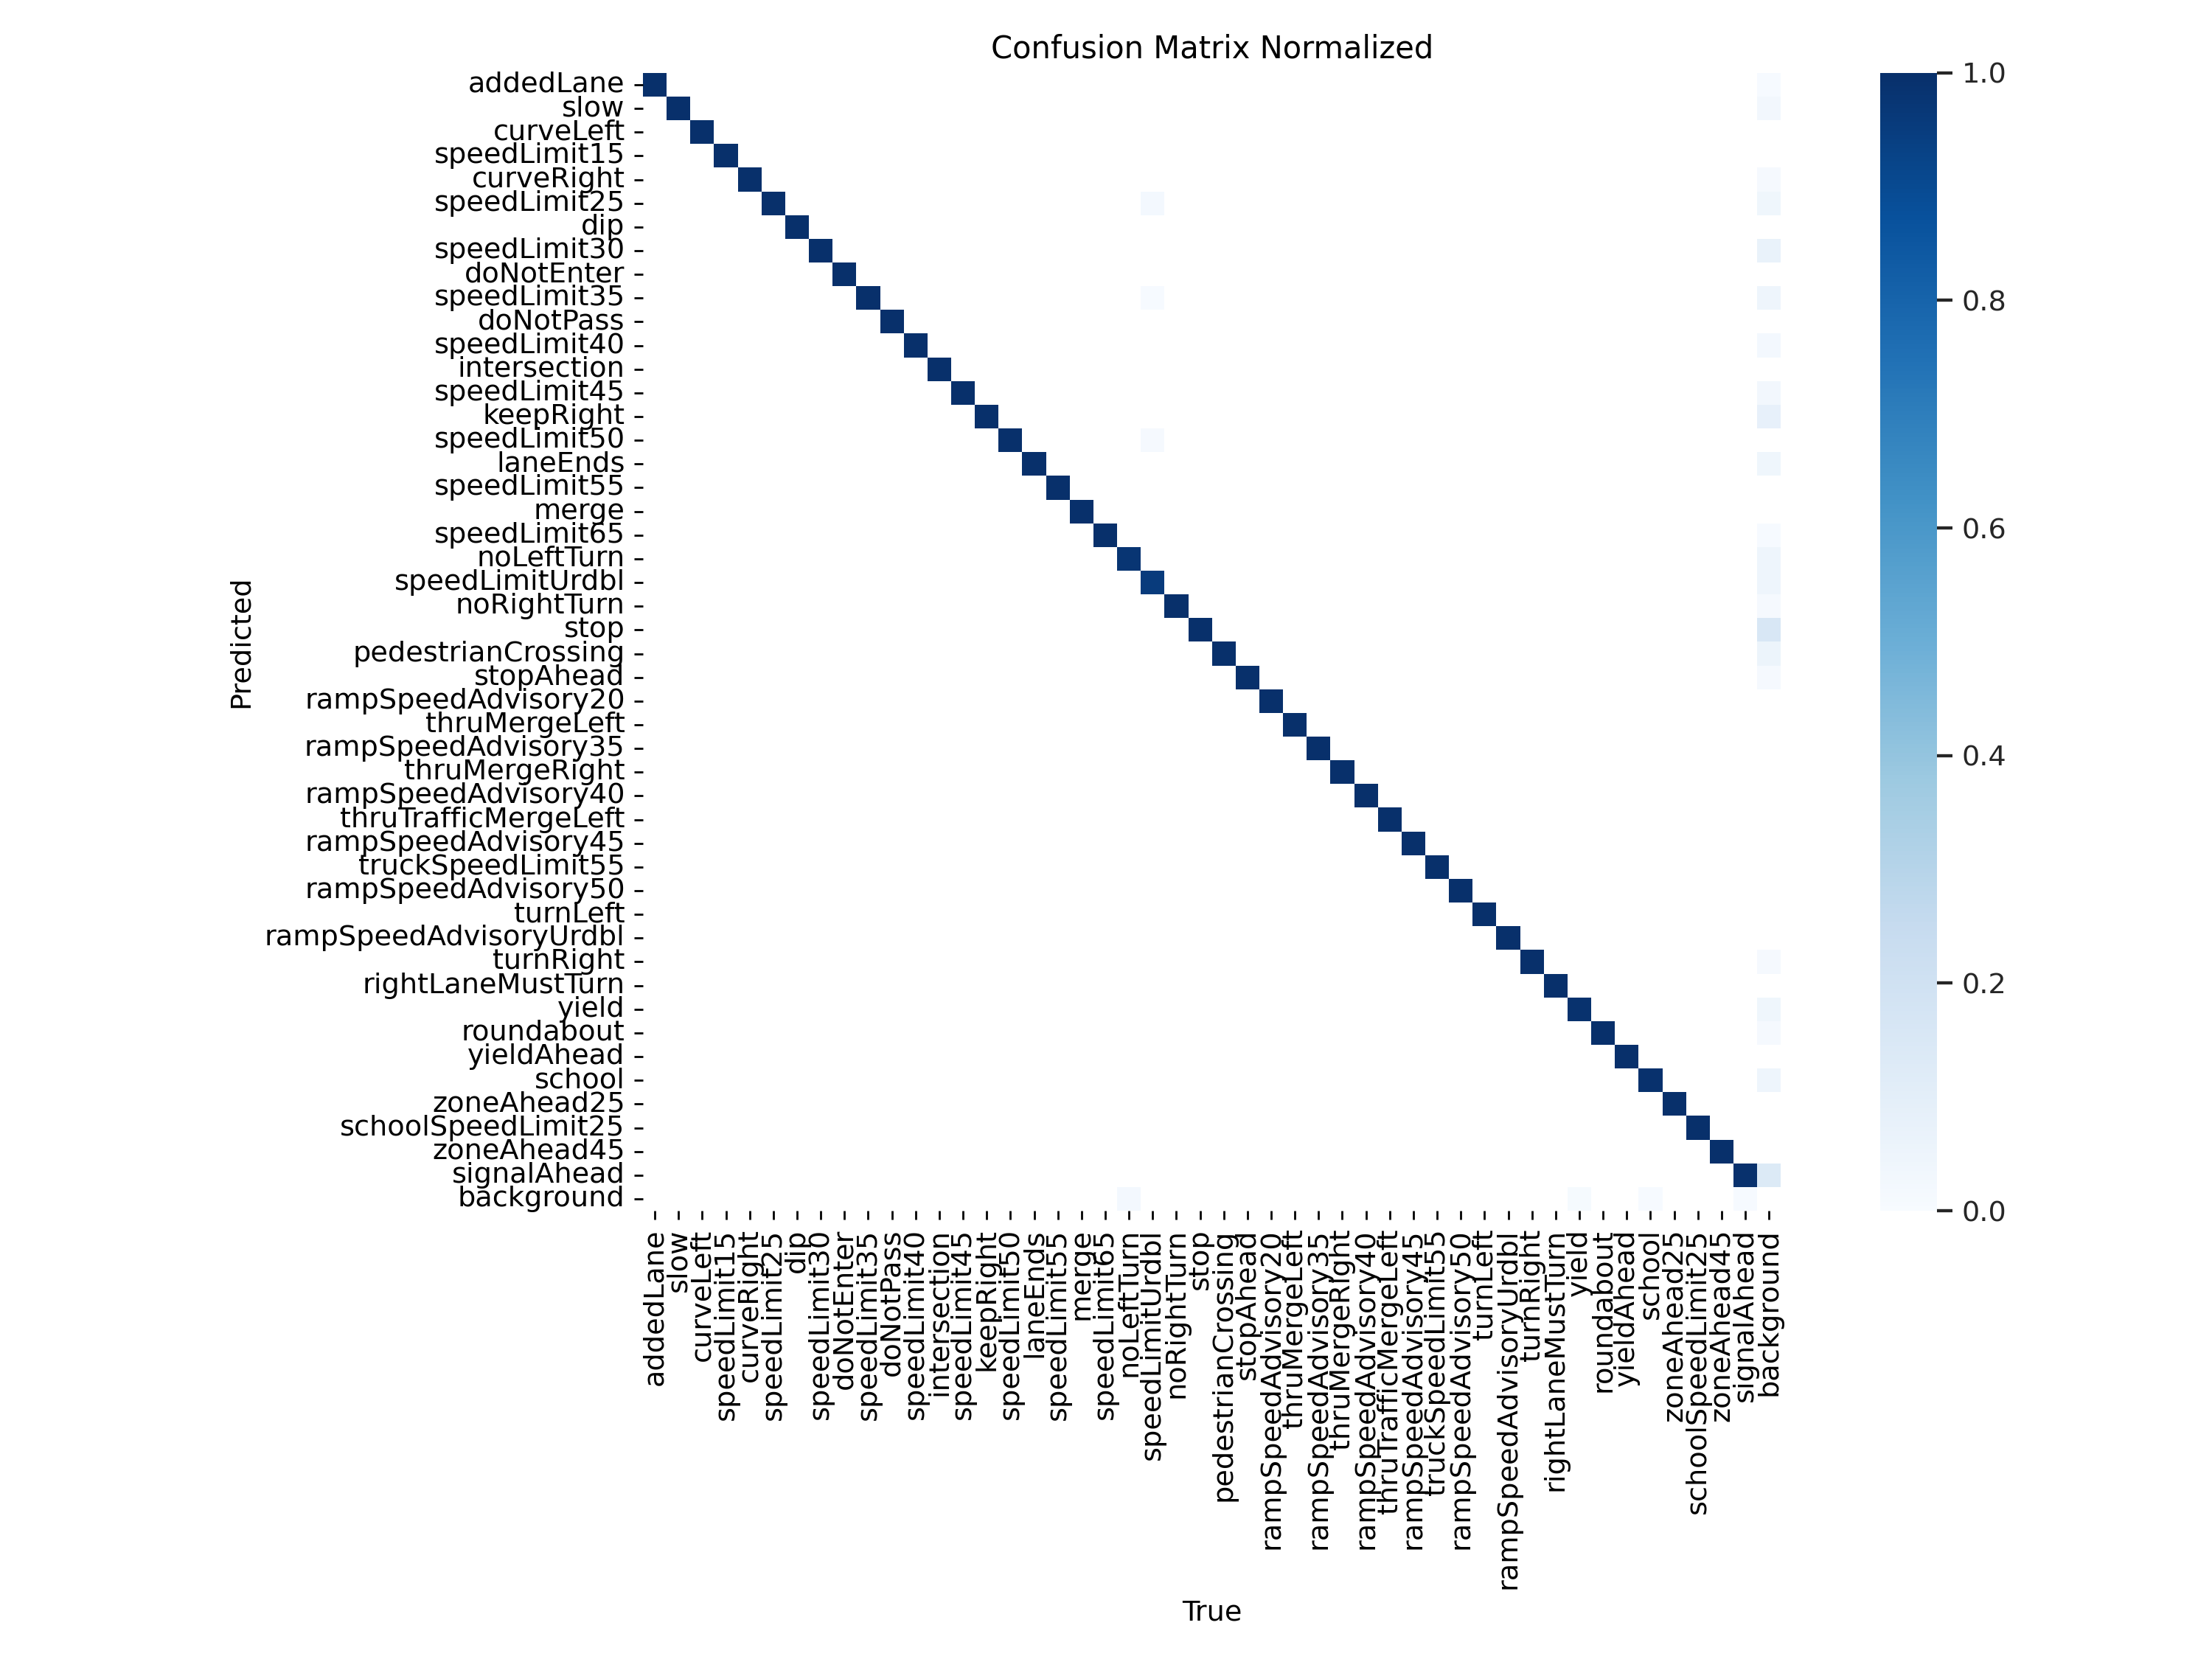 Confusion Matrix Normalized
addedLane
slow
curveLeft
speedLimit15
curveRight
speedLimit25
dip
speedLimit30
doNotEnter
speedLimit35
doNotPass
speedLimit40
intersection
speedLimit45
keepRight
speedLimit50
laneEnds
speedLimit55
merge
speedLimit65
noLeftTurn
speedLimitUrdbl
noRightTurn
stop
pedestrianCrossing
stopAhead
rampSpeedAdvisory20
thruMergeLeft
rampSpeedAdvisory35
thruMergeRight
rampSpeedAdvisory40
thruTrafficMergeLeft
rampSpeedAdvisory45
truckSpeedLimit55
rampSpeedAdvisory50
turnLeft
rampSpeedAdvisoryUrdbl
turnRight
rightLaneMustTurn
yield
roundabout
yieldAhead
school
zoneAhead25
schoolSpeedLimit25
zoneAhead45
signalAhead
background
Predicted
addedLane
slow
curveLeft
speedLimit15
curveRight
speedLimit25
dip
speedLimit30
doNotEnter
speedLimit35
doNotPass
speedLimit40
intersection
speedLimit45
keepRight
speedLimit50
laneEnds
speedLimit55
merge
speedLimit65
noLeftTurn
speedLimitUrdbl
noRightTurn
stop
pedestrianCrossing
stopAhead
rampSpeedAdvisory20
thruMergeLeft
rampSpeedAdvisory35
thruMergeRight
rampSpeedAdvisory40
thruTrafficMergeLeft
rampSpeedAdvisory45
truckSpeedLimit55
rampSpeedAdvisory50
turnLeft
rampSpeedAdvisoryUrdbl
turnRight
rightLaneMustTurn
yield
roundabout
yieldAhead
school
zoneAhead25
schoolSpeedLimit25
zoneAhead45
signalAhead
background
True
1.0
0.8
0.6
0.4
0.2
0.0